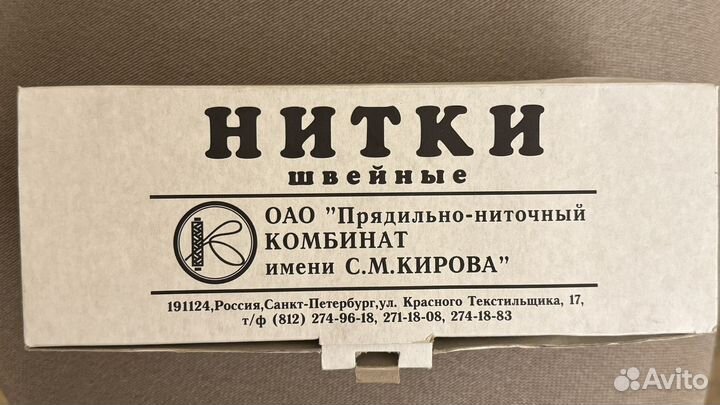 НИТКИ
швейные
ОАО "Прядильно-ниточный
КОМБИНАТ
имени С.М.КИРОВА"
191124,Россия,Санкт-Петербург,ул. Красного Текстильщика, 17,
т/ф (812) 274-96-18, 271-18-08, 274-18-83
Avito